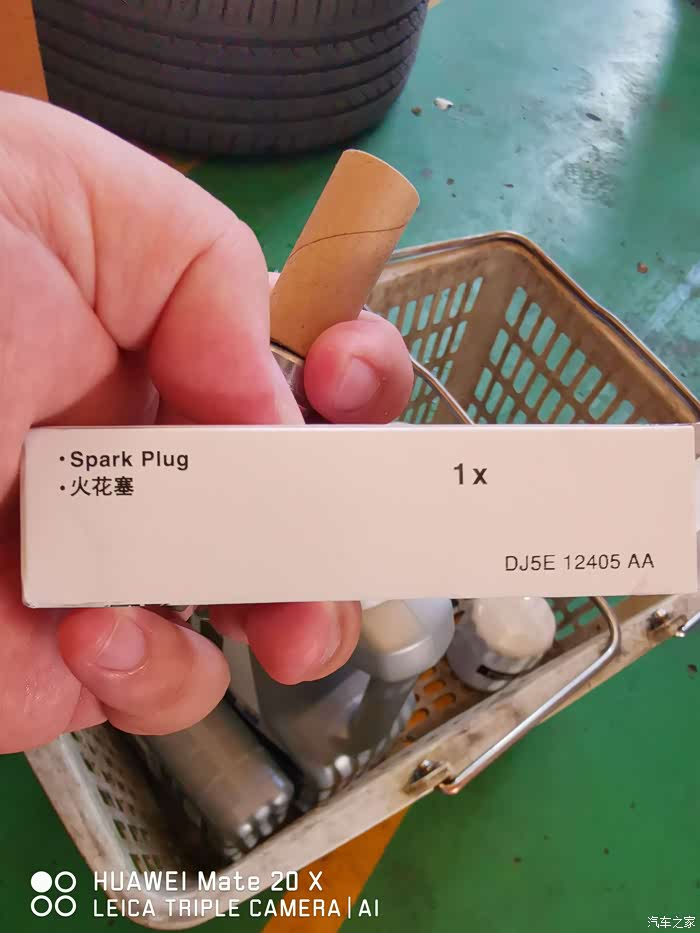 ·Spark Plug
·火花塞
1x
DJ5E 12405 AA
HUAWEI Mate 20 X
LEICA TRIPLE CAMERA|AI
汽车之家